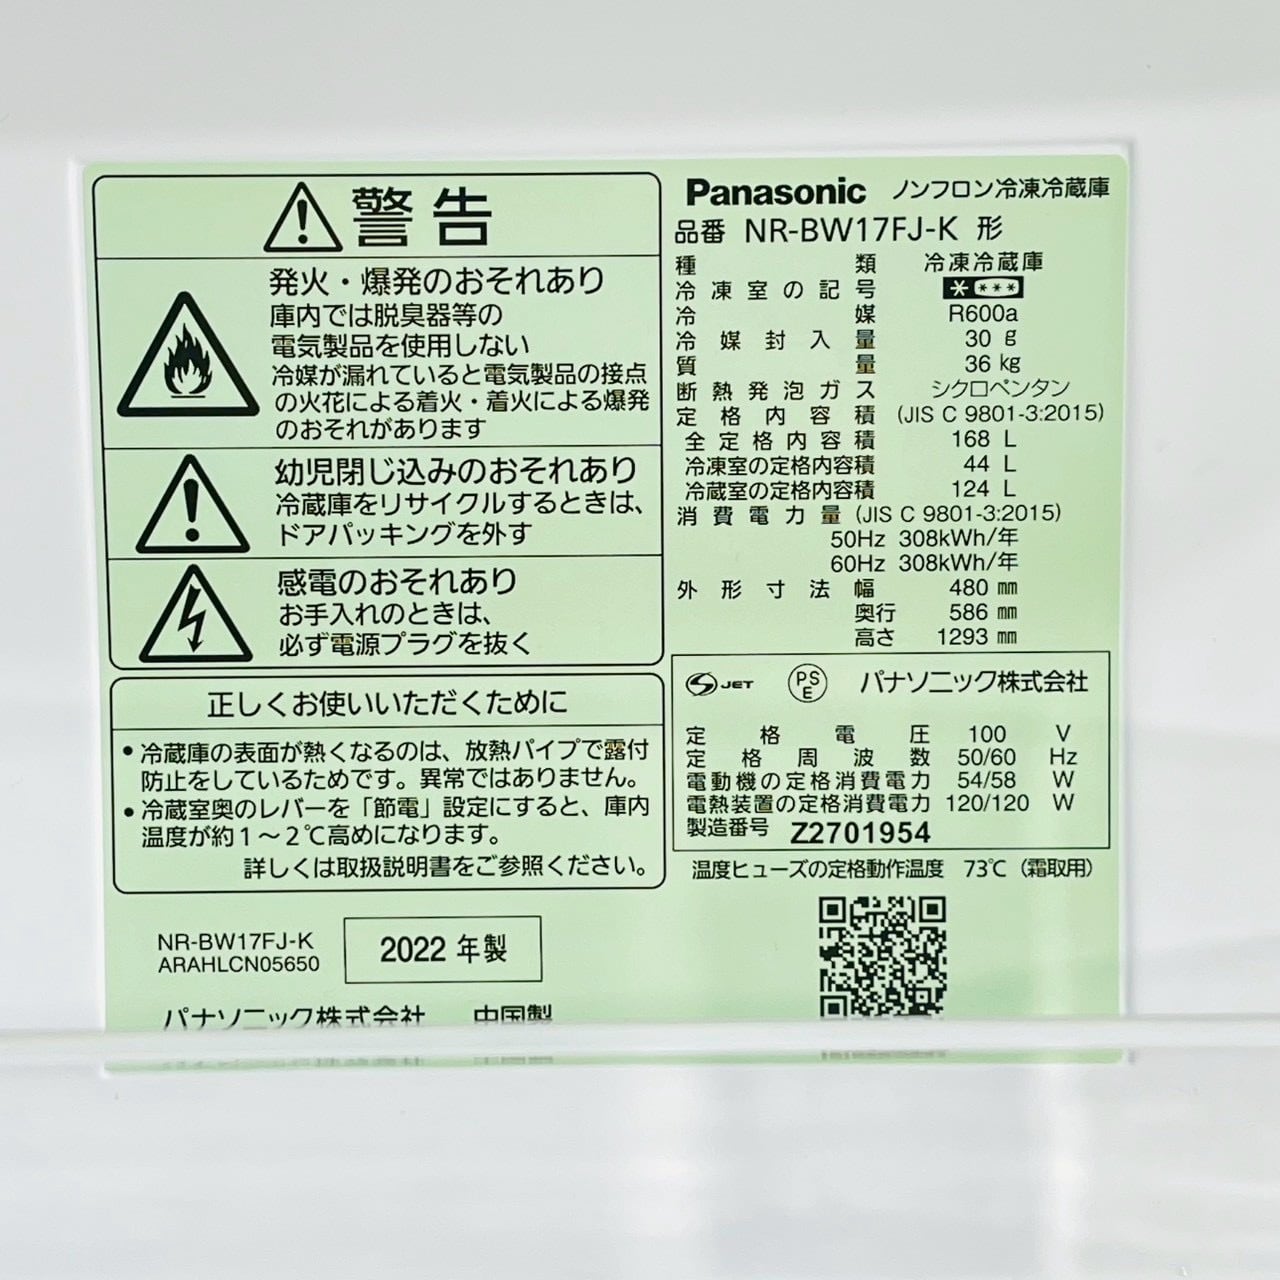 警告
発火・爆発のおそれあり
庫内では脱臭器等の
電気製品を使用しない
冷媒が漏れていると電気製品の接点
の火花による着火・着火による爆発
のおそれがあります
幼児閉じ込みのおそれあり
冷蔵庫をリサイクルするときは、
ドアパッキングを外す
感電のおそれあり
お手入れのときは、
必ず電源プラグを抜く
正しくお使いいただくために
•冷蔵庫の表面が熱くなるのは、放熱パイプで露付
防止をしているためです。異常ではありません。
•冷蔵室奥のレバーを「節電」設定にすると、庫内
温度が約1～2℃高めになります。
詳しくは取扱説明書をご参照ください。
NR-BW17FJ-K
ARAHLCN05650
2022 年製
パナソニック株式会社 中国製
Panasonic ノンフロン冷凍冷蔵庫
品番 NR-BW17FJ-K 形
種類 冷凍冷蔵庫
冷凍室の記号 * ***
冷媒 R600a
冷媒封入量 30 g
質量 36 kg
断熱発泡ガス シクロペンタン
定格内容積 (JIS C 9801-3:2015)
全定格内容積 168 L
冷凍室の定格内容積 44 L
冷蔵室の定格内容積 124 L
消費電力量 (JIS C 9801-3:2015)
50Hz 308kWh/年
60Hz 308kWh/年
外形寸法 幅 480 mm
奥行 586 mm
高さ 1293 mm
S JET PSE パナソニック株式会社
定格電圧 100 V
定格周波数 50/60 Hz
電動機の定格消費電力 54/58 W
電熱装置の定格消費電力 120/120 W
製造番号 Z2701954
温度ヒューズの定格動作温度 73℃（霜取用）